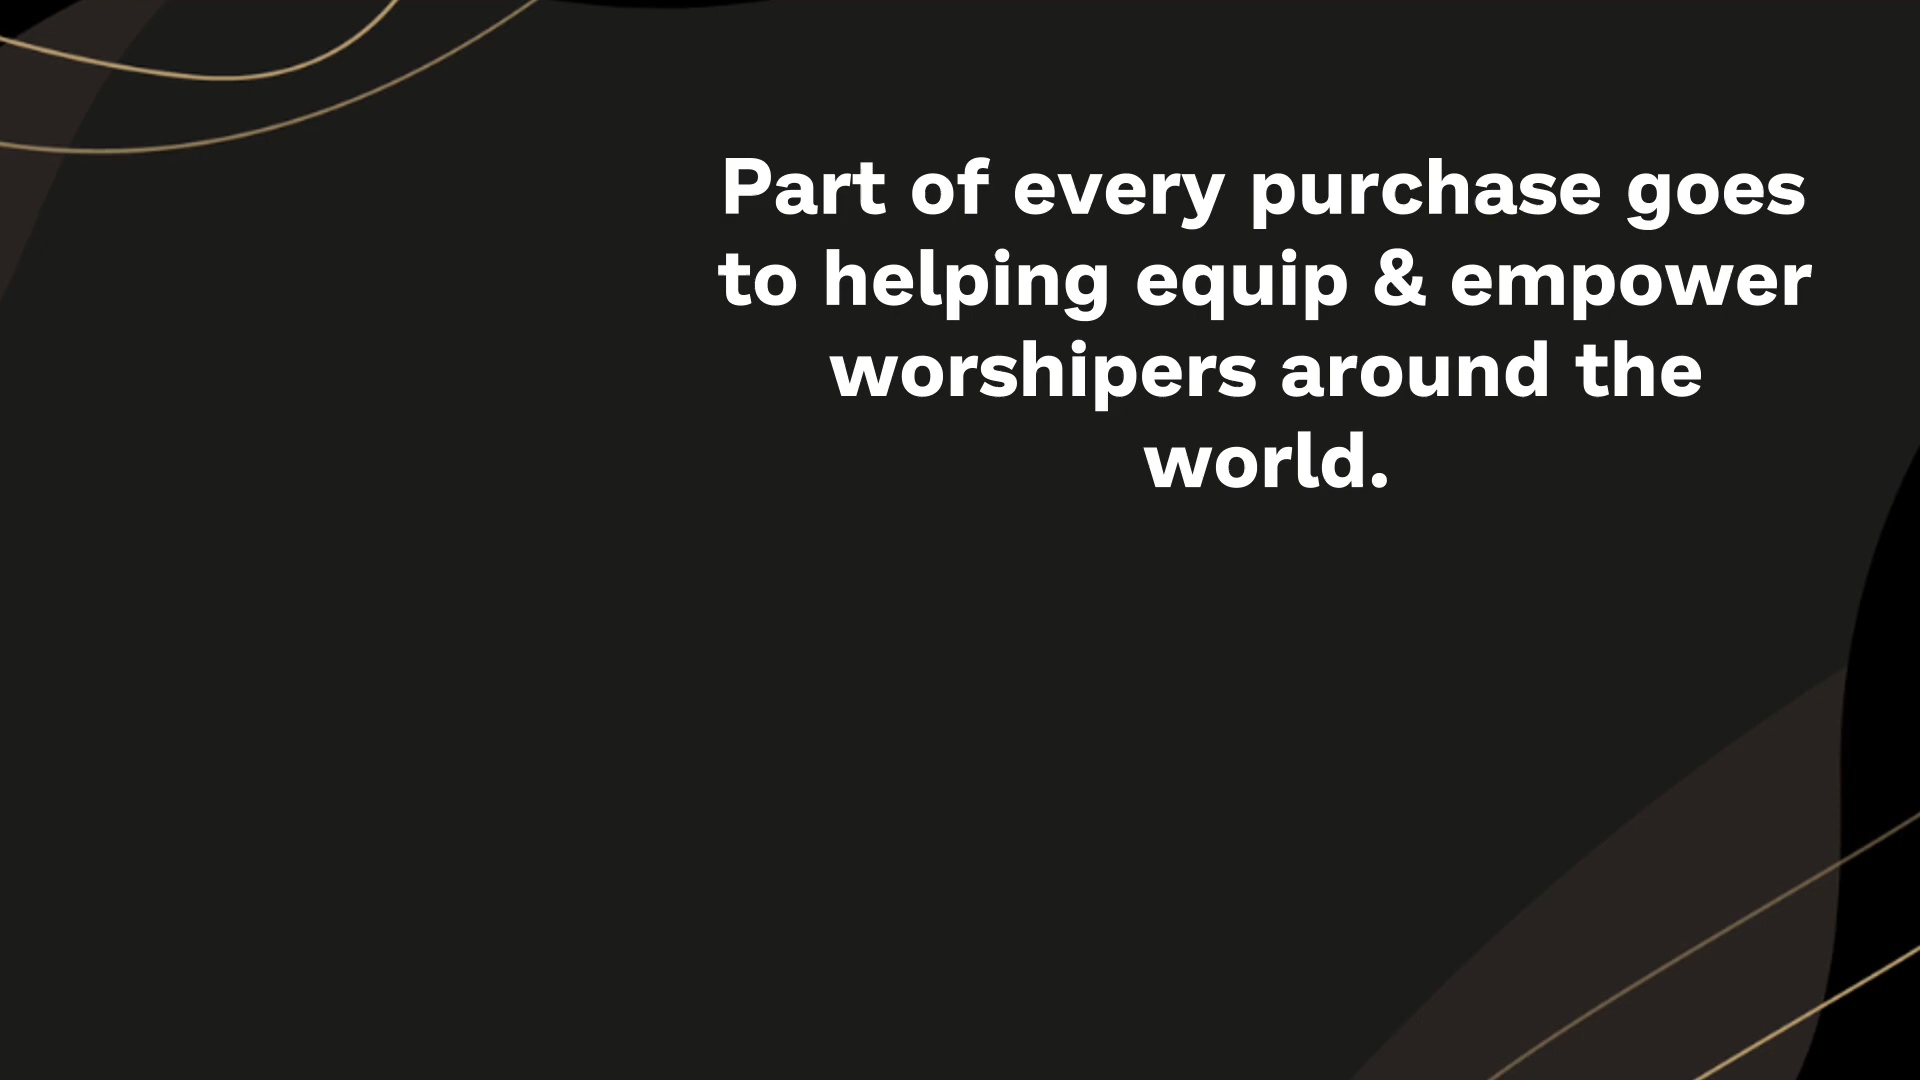 Part of every purchase goes
to helping equip & empower
worshipers around the
world.